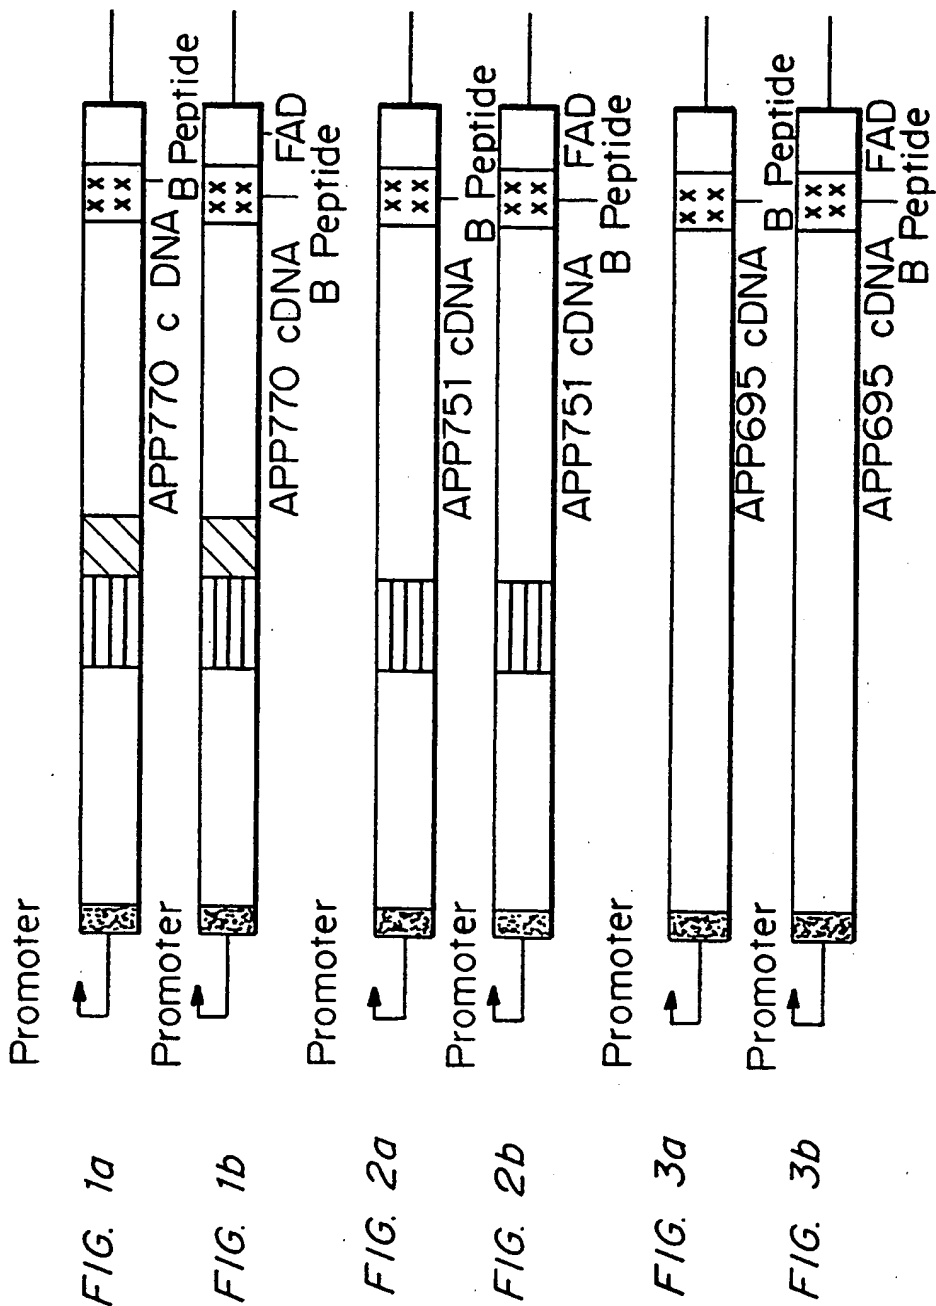 FIG. 1a
Promoter
APP770 c DNA
B Peptide
FIG. 1b
Promoter
APP770 cDNA
FAD
B Peptide
FIG. 2a
Promoter
APP751 cDNA
B Peptide
FIG. 2b
Promoter
APP751 cDNA
FAD
B Peptide
FIG. 3a
Promoter
APP695 cDNA
B Peptide
FIG. 3b
Promoter
APP695 cDNA
FAD
B Peptide